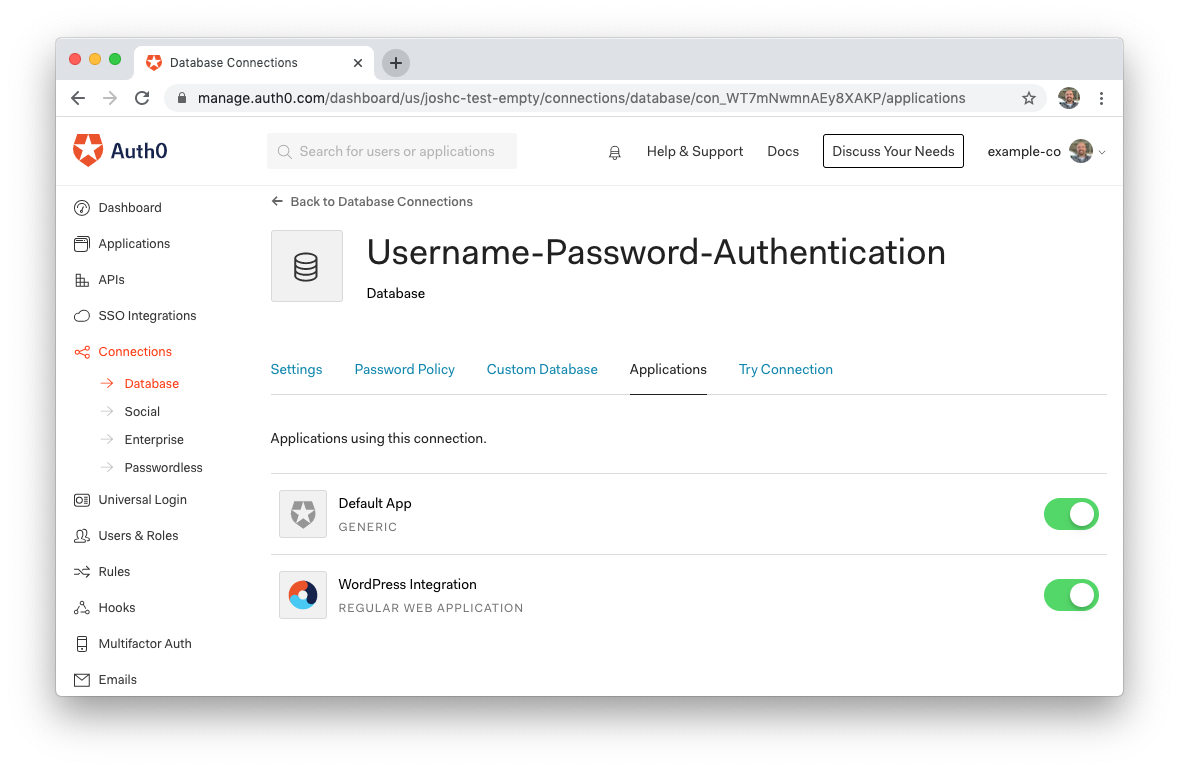 Database Connections
manage.auth0.com/dashboard/us/joshc-test-empty/connections/database/con_WT7mNwmnAEy8XAKP/applications
Auth0
Search for users or applications
Help & Support
Docs
Discuss Your Needs
example-co
Dashboard
Applications
APIs
SSO Integrations
Connections
Database
Social
Enterprise
Passwordless
Universal Login
Users & Roles
Rules
Hooks
Multifactor Auth
Emails
Back to Database Connections
Username-Password-Authentication
Database
Settings
Password Policy
Custom Database
Applications
Try Connection
Applications using this connection.
Default App
GENERIC
WordPress Integration
REGULAR WEB APPLICATION